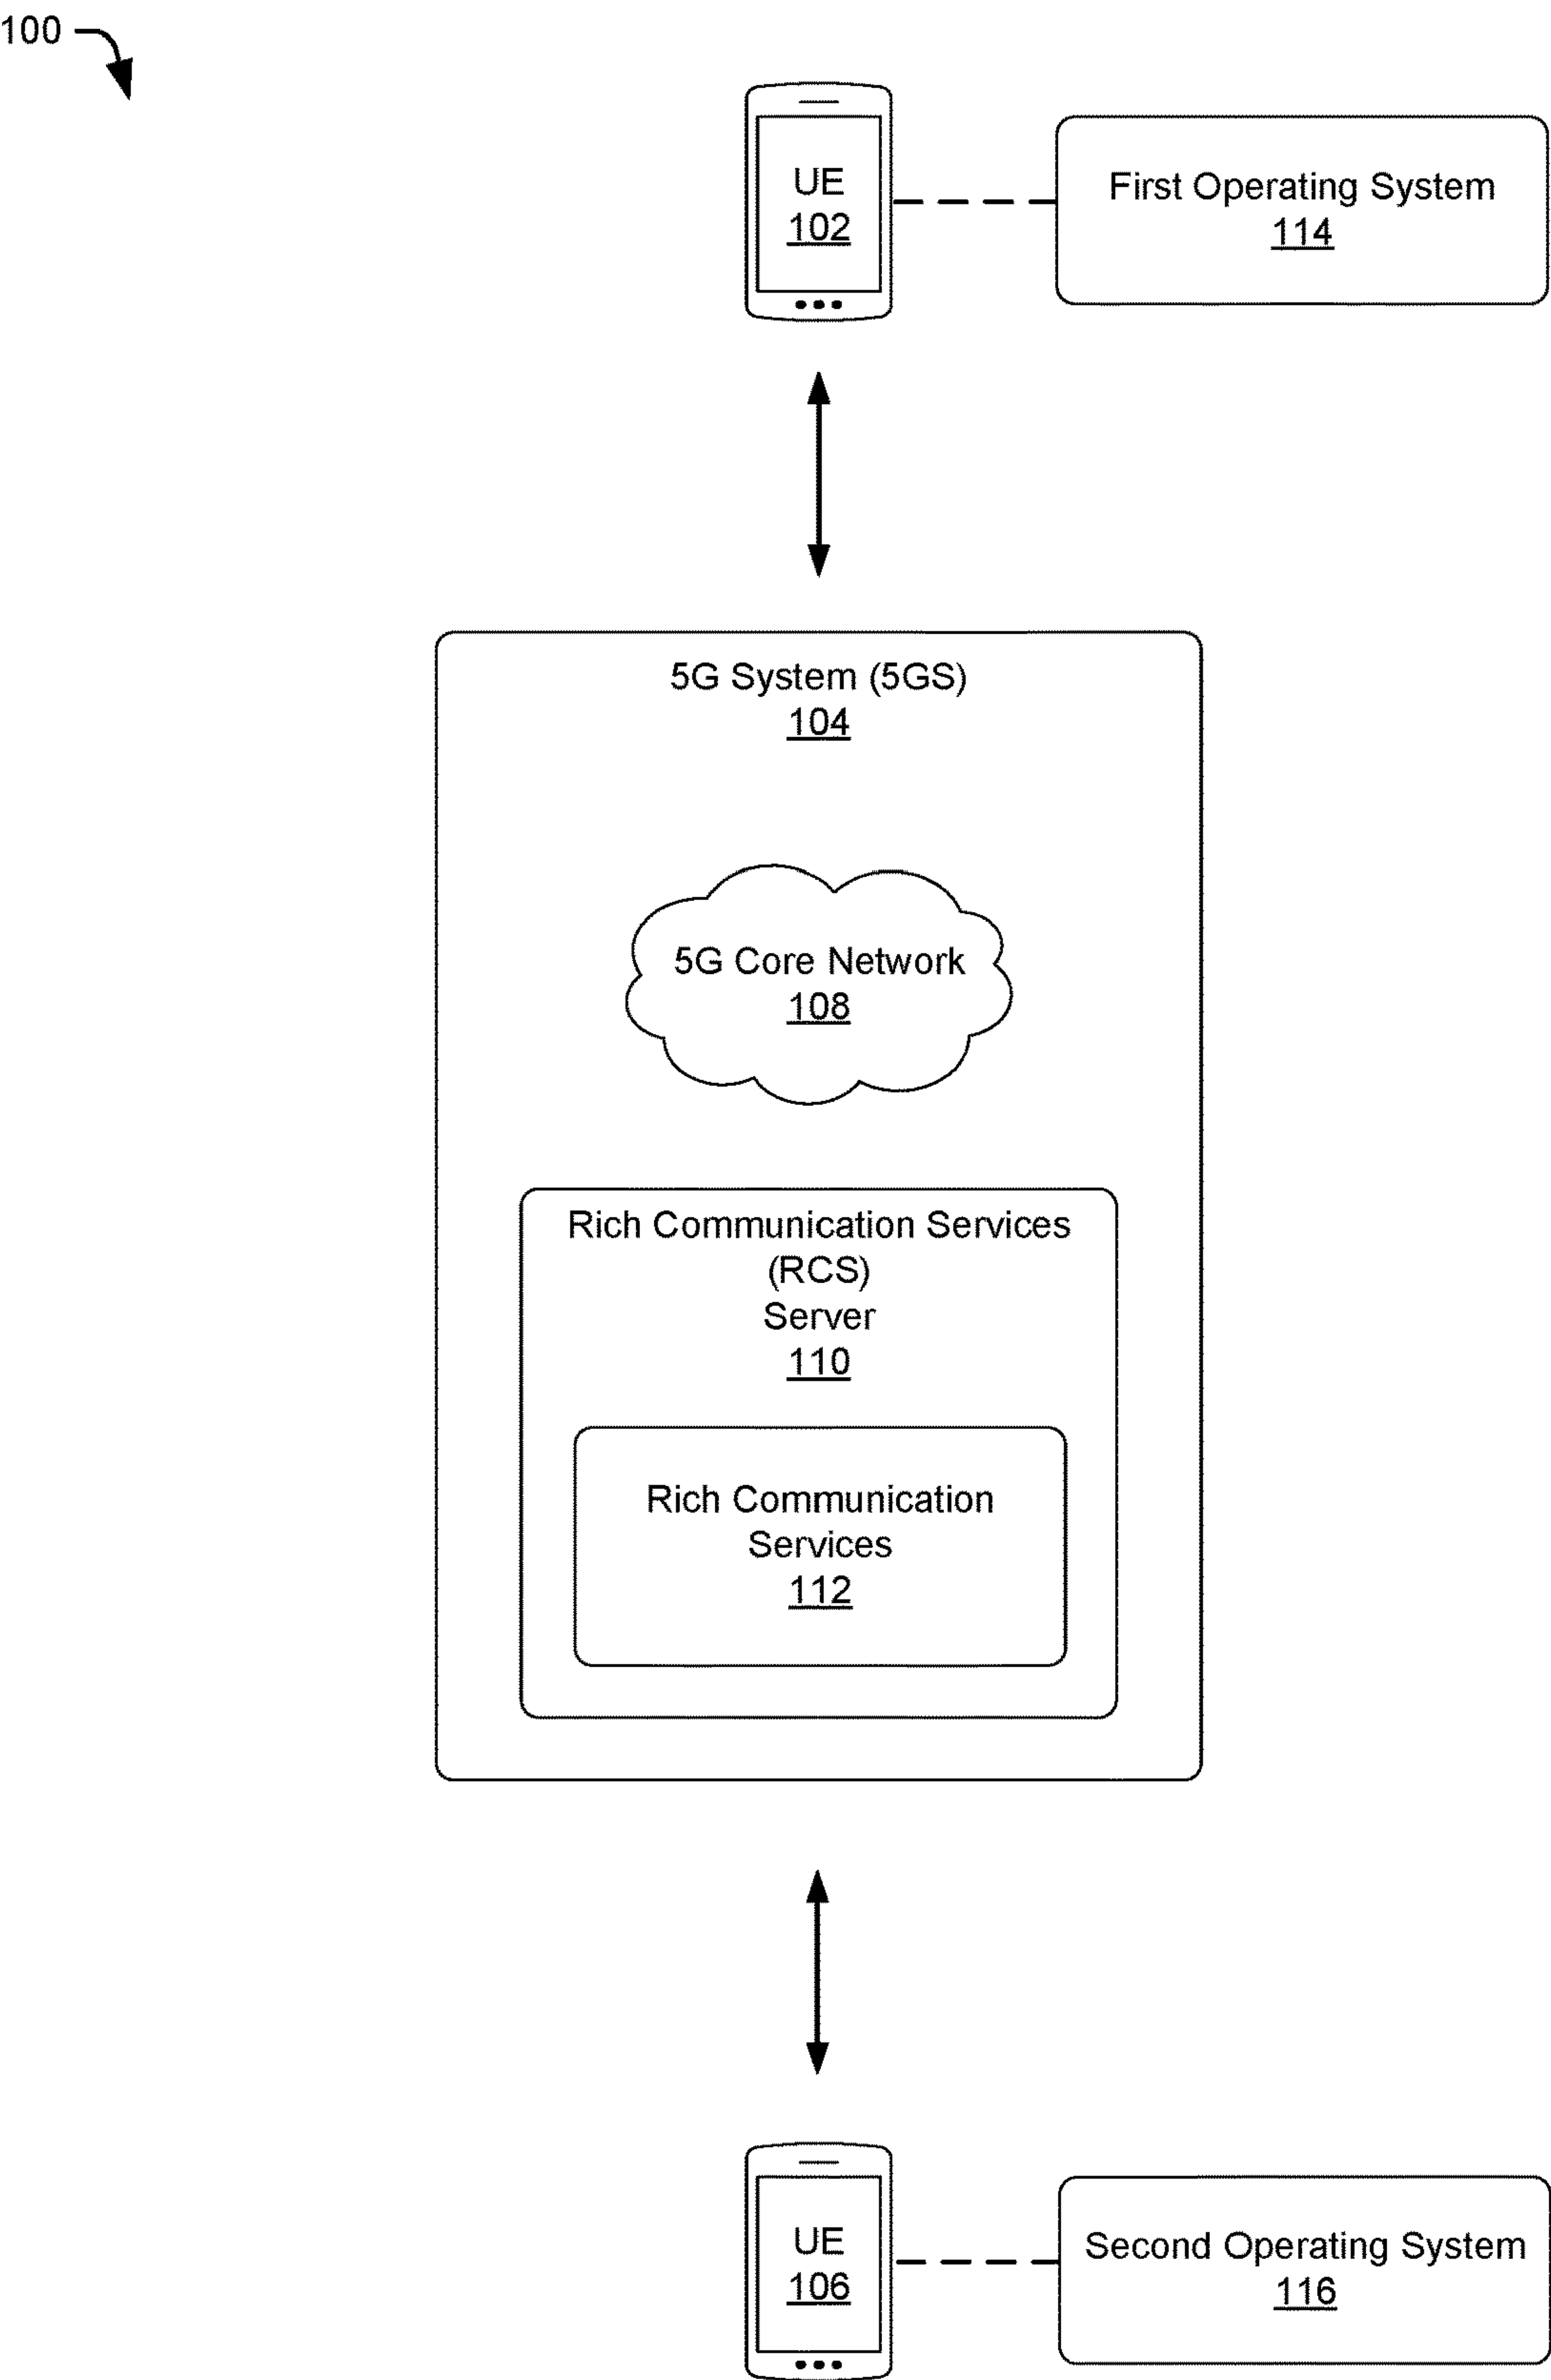 100
UE
102
First Operating System
114
5G System (5GS)
104
5G Core Network
108
Rich Communication Services
(RCS)
Server
110
Rich Communication
Services
112
UE
106
Second Operating System
116